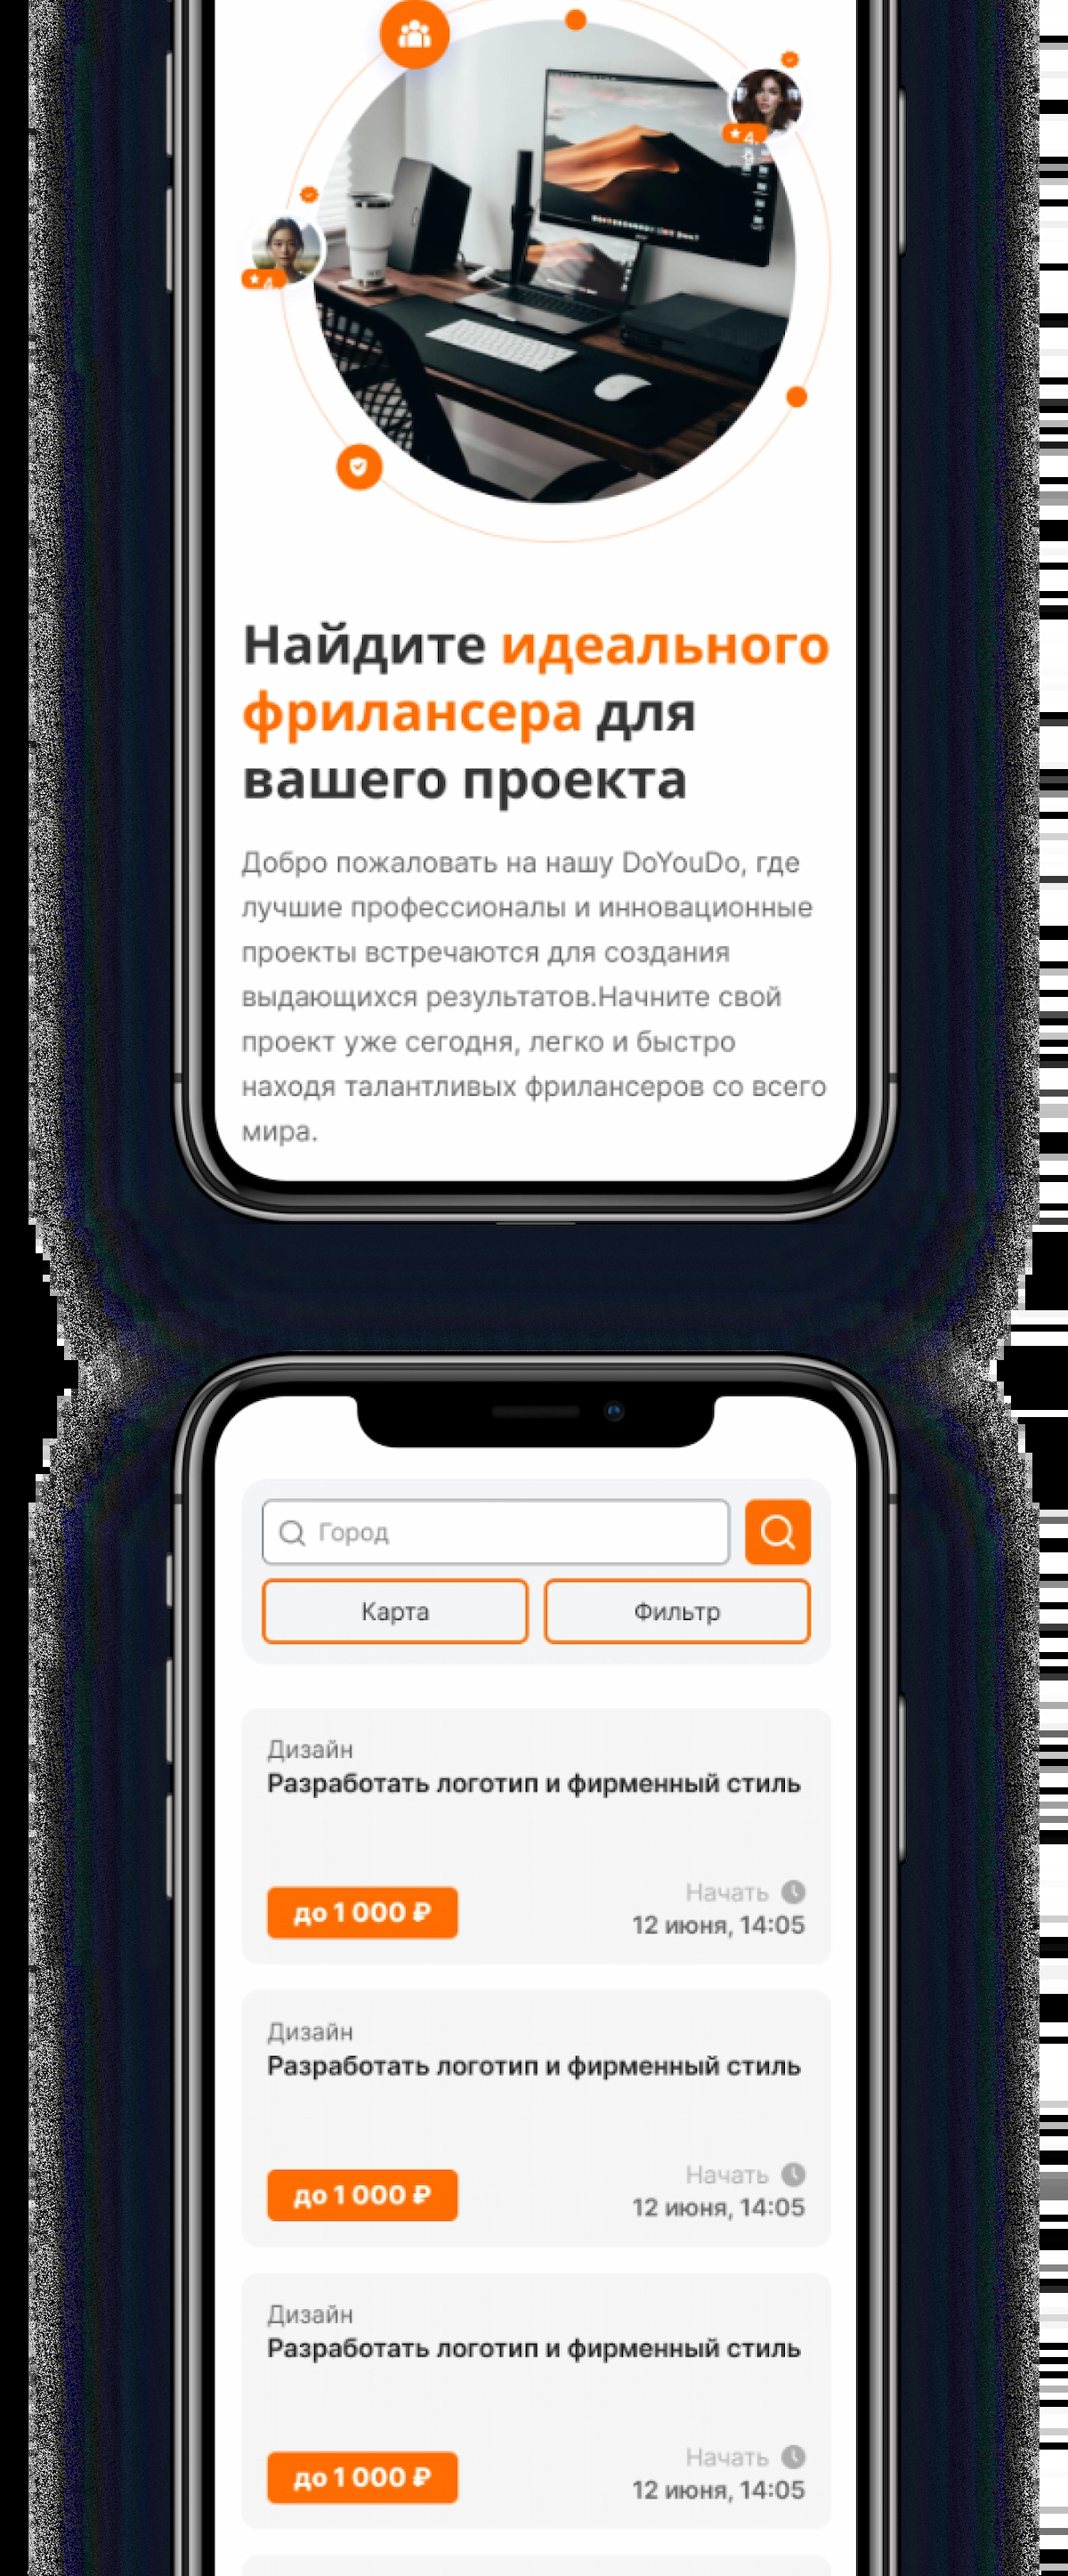 Найдите идеального
фрилансера для
вашего проекта
Добро пожаловать на нашу DoYouDo, где
лучшие профессионалы и инновационные
проекты встречаются для создания
выдающихся результатов.Начните свой
проект уже сегодня, легко и быстро
находя талантливых фрилансеров со всего
мира.
Город
Карта Фильтр
Дизайн
Разработать логотип и фирменный стиль
Начать
до 1 000 ₽
12 июня, 14:05
Дизайн
Разработать логотип и фирменный стиль
Начать
до 1 000 ₽
12 июня, 14:05
Дизайн
Разработать логотип и фирменный стиль
Начать
до 1 000 ₽
12 июня, 14:05